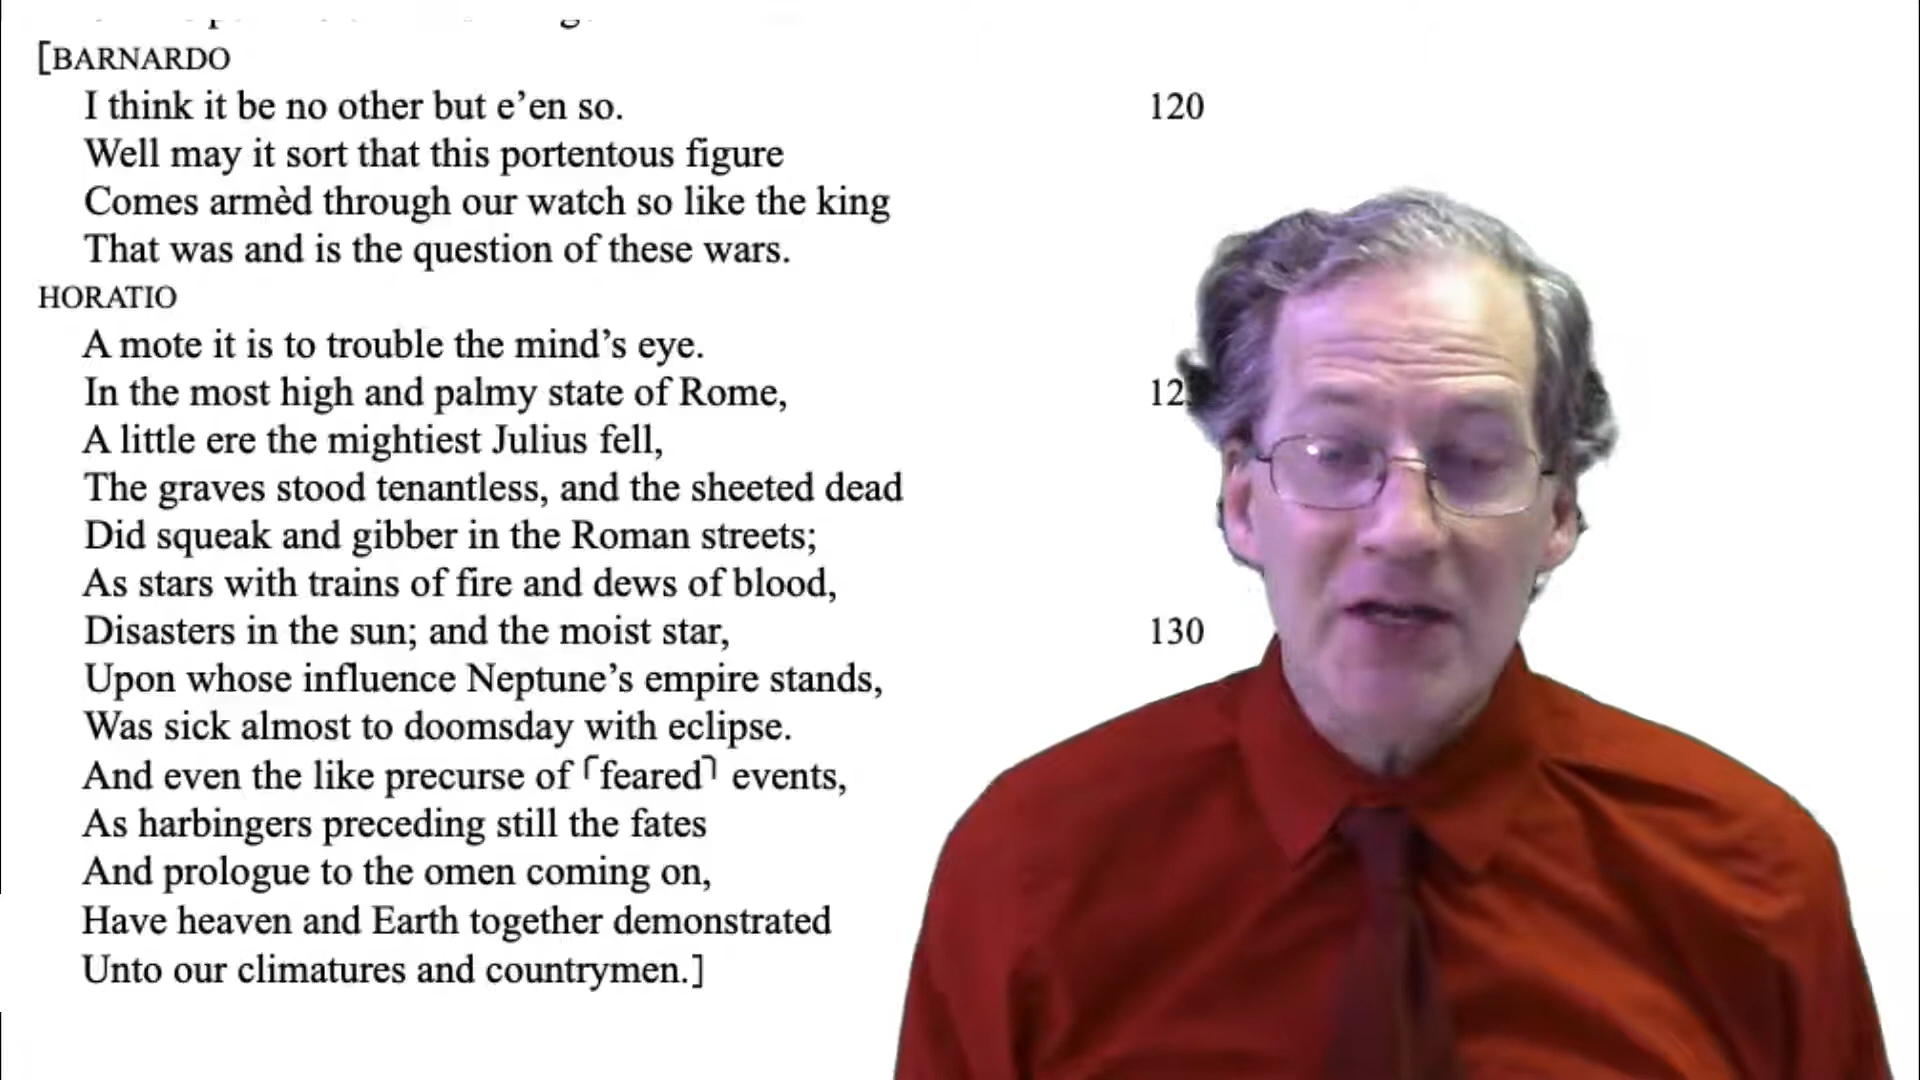 [BARNARDO
I think it be no other but e’en so. 120
Well may it sort that this portentous figure
Comes armèd through our watch so like the king
That was and is the question of these wars.
HORATIO
A mote it is to trouble the mind’s eye.
In the most high and palmy state of Rome, 12
A little ere the mightiest Julius fell,
The graves stood tenantless, and the sheeted dead
Did squeak and gibber in the Roman streets;
As stars with trains of fire and dews of blood,
Disasters in the sun; and the moist star, 130
Upon whose influence Neptune’s empire stands,
Was sick almost to doomsday with eclipse.
And even the like precurse of ⌜feared⌝ events,
As harbingers preceding still the fates
And prologue to the omen coming on,
Have heaven and Earth together demonstrated
Unto our climatures and countrymen.]